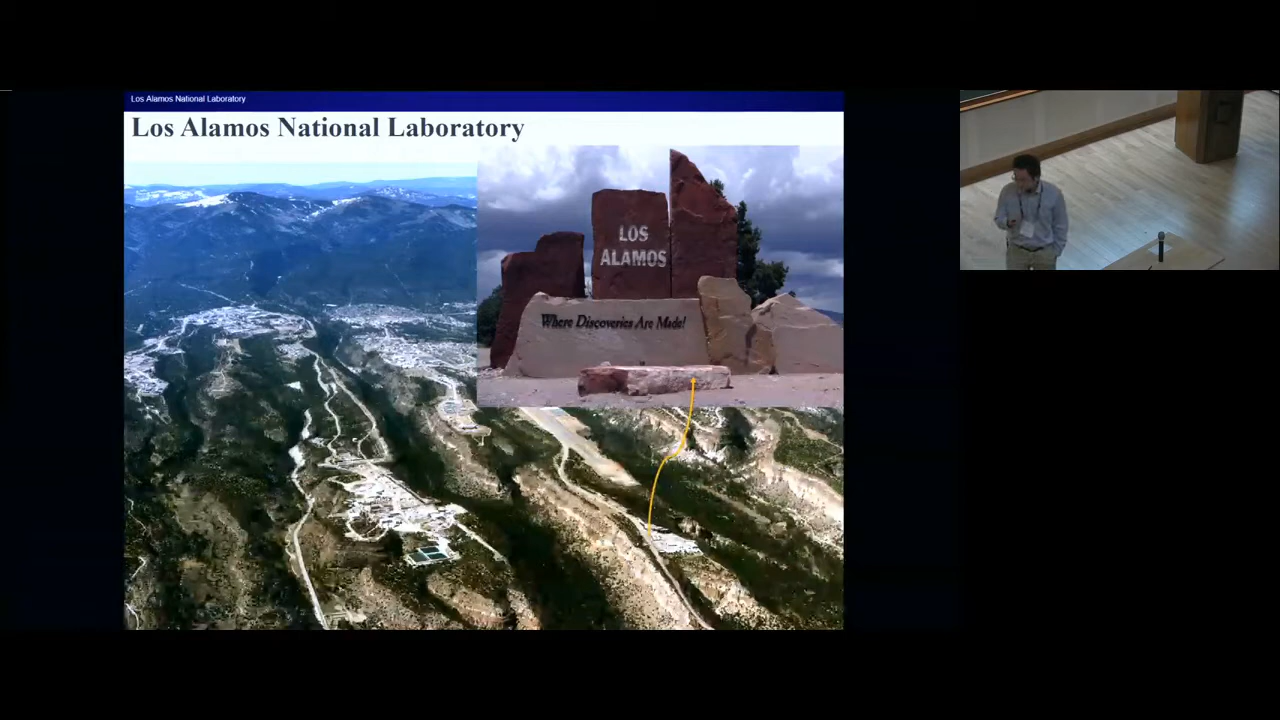 Los Alamos National Laboratory
Los Alamos National Laboratory
LOS
ALAMOS
Where Discoveries Are Made!